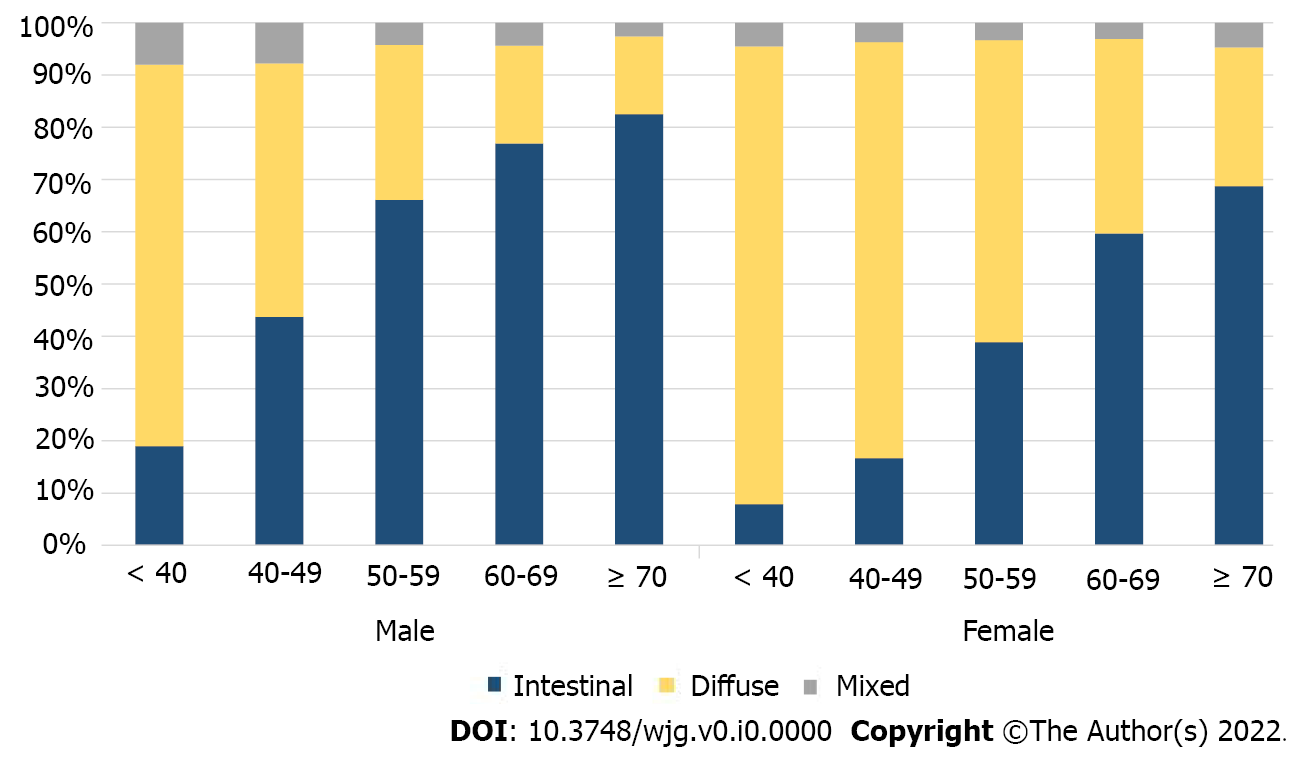 100%
90%
80%
70%
60%
50%
40%
30%
20%
10%
0%
< 40 40-49 50-59 60-69 ≥ 70 < 40 40-49 50-59 60-69 ≥ 70
Male Female
Intestinal Diffuse Mixed
DOI: 10.3748/wjg.v0.i0.0000 Copyright ©The Author(s) 2022.